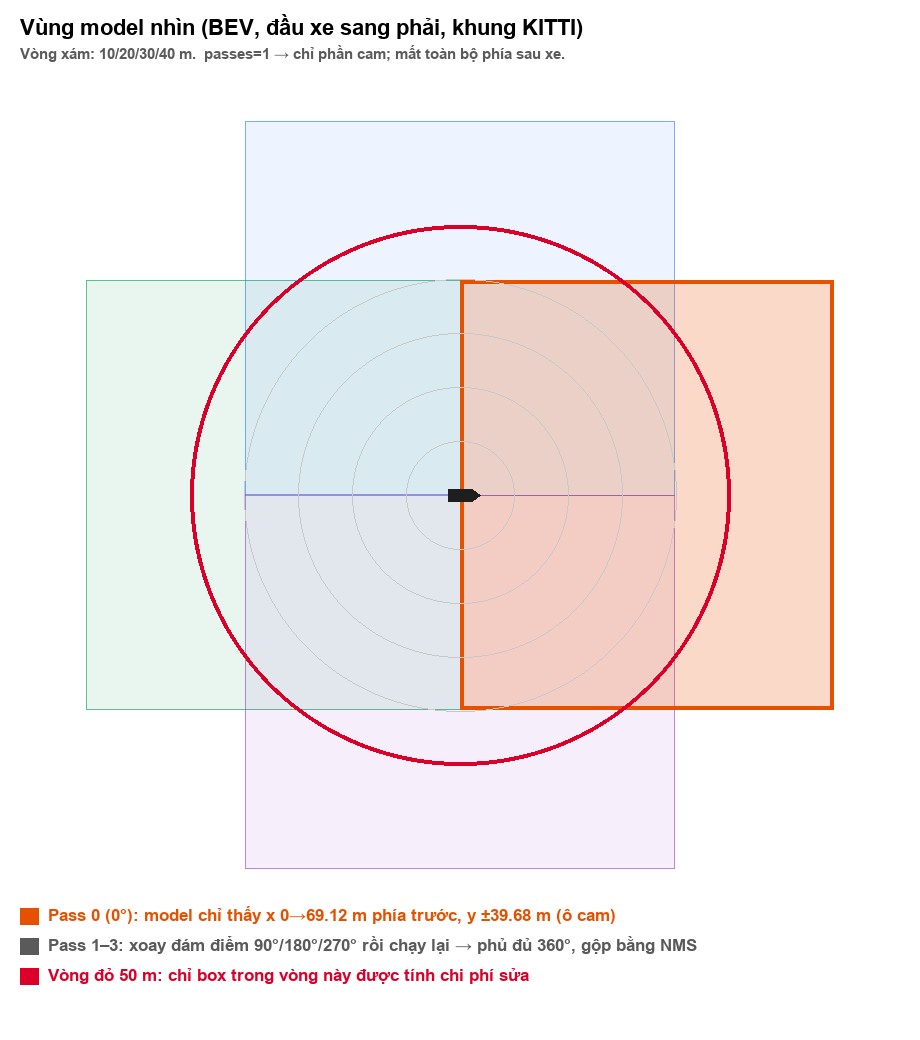 Vùng model nhìn (BEV, đầu xe sang phải, khung KITTI)
Vòng xám: 10/20/30/40 m. passes=1 → chỉ phần cam; mất toàn bộ phía sau xe.
Pass 0 (0°): model chỉ thấy x 0→69.12 m phía trước, y ±39.68 m (ô cam)
Pass 1–3: xoay đám điểm 90°/180°/270° rồi chạy lại → phủ đủ 360°, gộp bằng NMS
Vòng đỏ 50 m: chỉ box trong vòng này được tính chi phí sửa